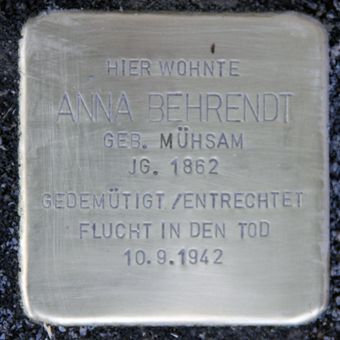 HIER WOHNTE
ANNA BEHRENDT
GEB. MÜHSAM
JG. 1862
GEDEMÜTIGT/ENTRECHTET
FLUCHT IN DEN TOD
10.9.1942